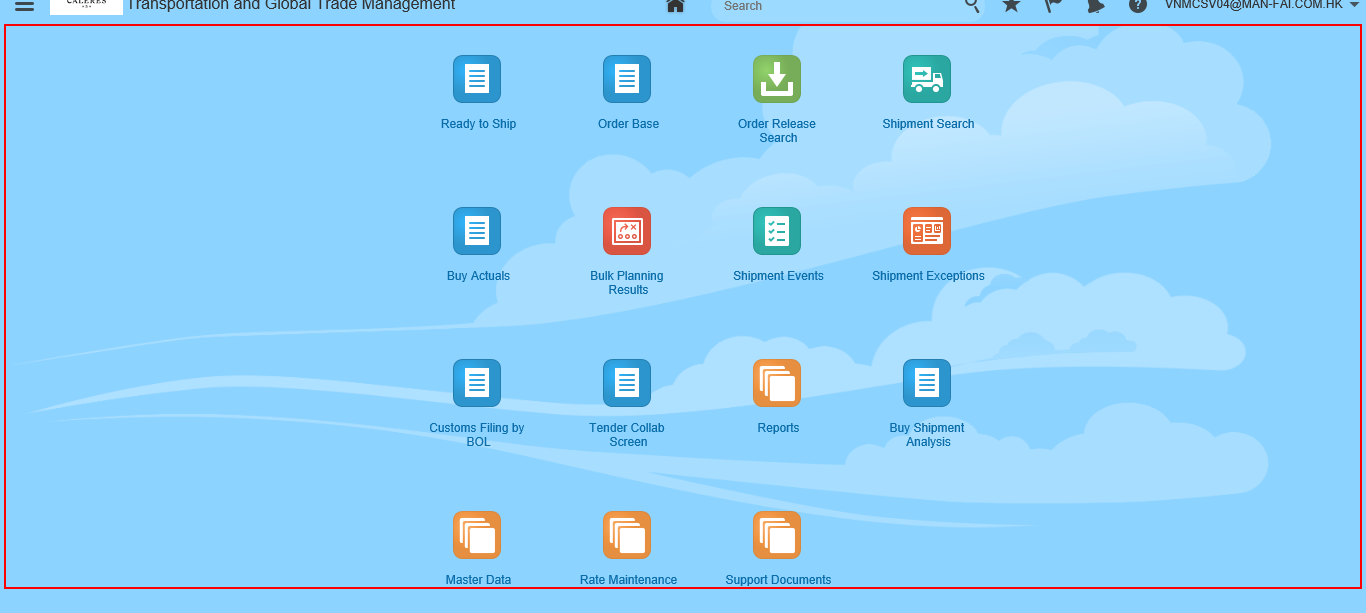 CALERES
Transportation and Global Trade Management
Search
VNMCSV04@MAN-FAI.COM.HK
Ready to Ship
Order Base
Order Release
Search
Shipment Search
Buy Actuals
Bulk Planning
Results
Shipment Events
Shipment Exceptions
Customs Filing by
BOL
Tender Collab
Screen
Reports
Buy Shipment
Analysis
Master Data
Rate Maintenance
Support Documents